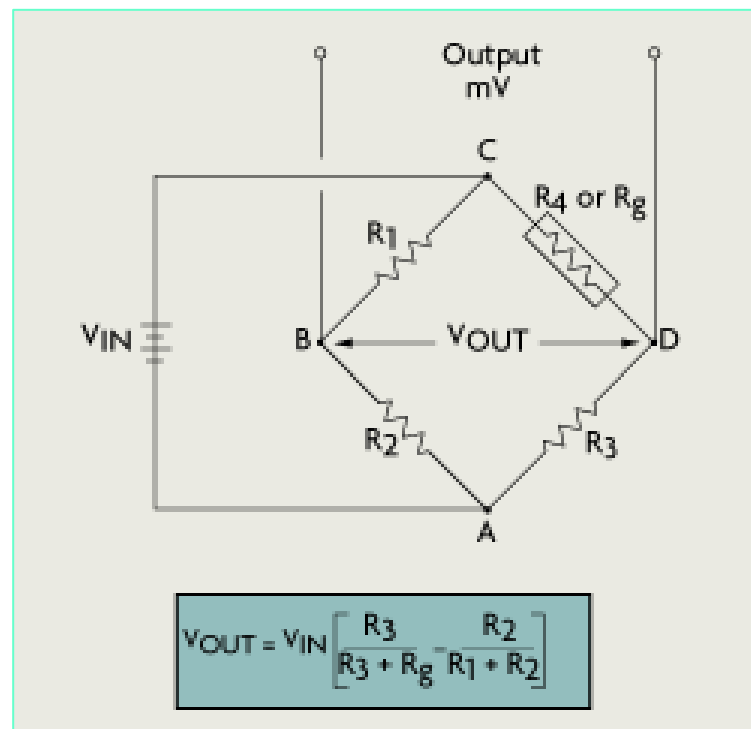 Output
mV
C
R4 or Rg
R1
VIN
B
VOUT
D
R2
R3
A
VOUT = VIN [ R3 / R3 + Rg - R2 / R1 + R2 ]